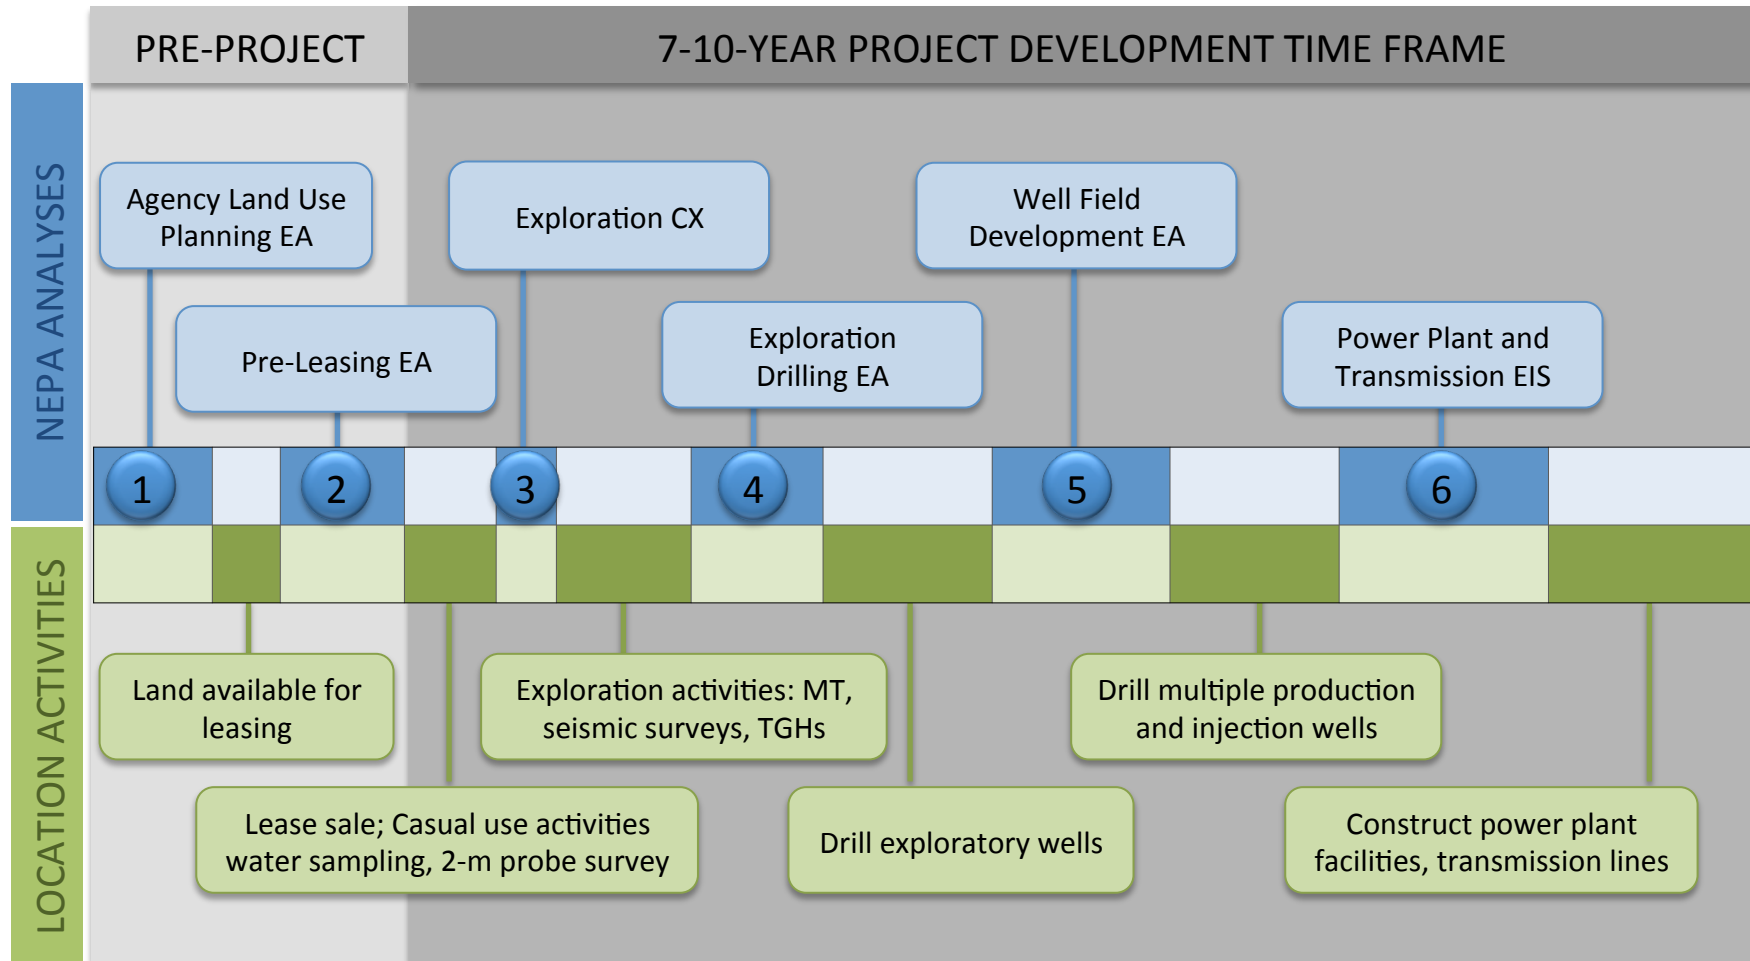 PRE-PROJECT
7-10-YEAR PROJECT DEVELOPMENT TIME FRAME
NEPA ANALYSES
Agency Land Use
Planning EA
Exploration CX
Well Field
Development EA
Pre-Leasing EA
Exploration
Drilling EA
Power Plant and
Transmission EIS
1
2
3
4
5
6
LOCATION ACTIVITIES
Land available for
leasing
Exploration activities: MT,
seismic surveys, TGHs
Drill multiple production
and injection wells
Lease sale; Casual use activities
water sampling, 2-m probe survey
Drill exploratory wells
Construct power plant
facilities, transmission lines